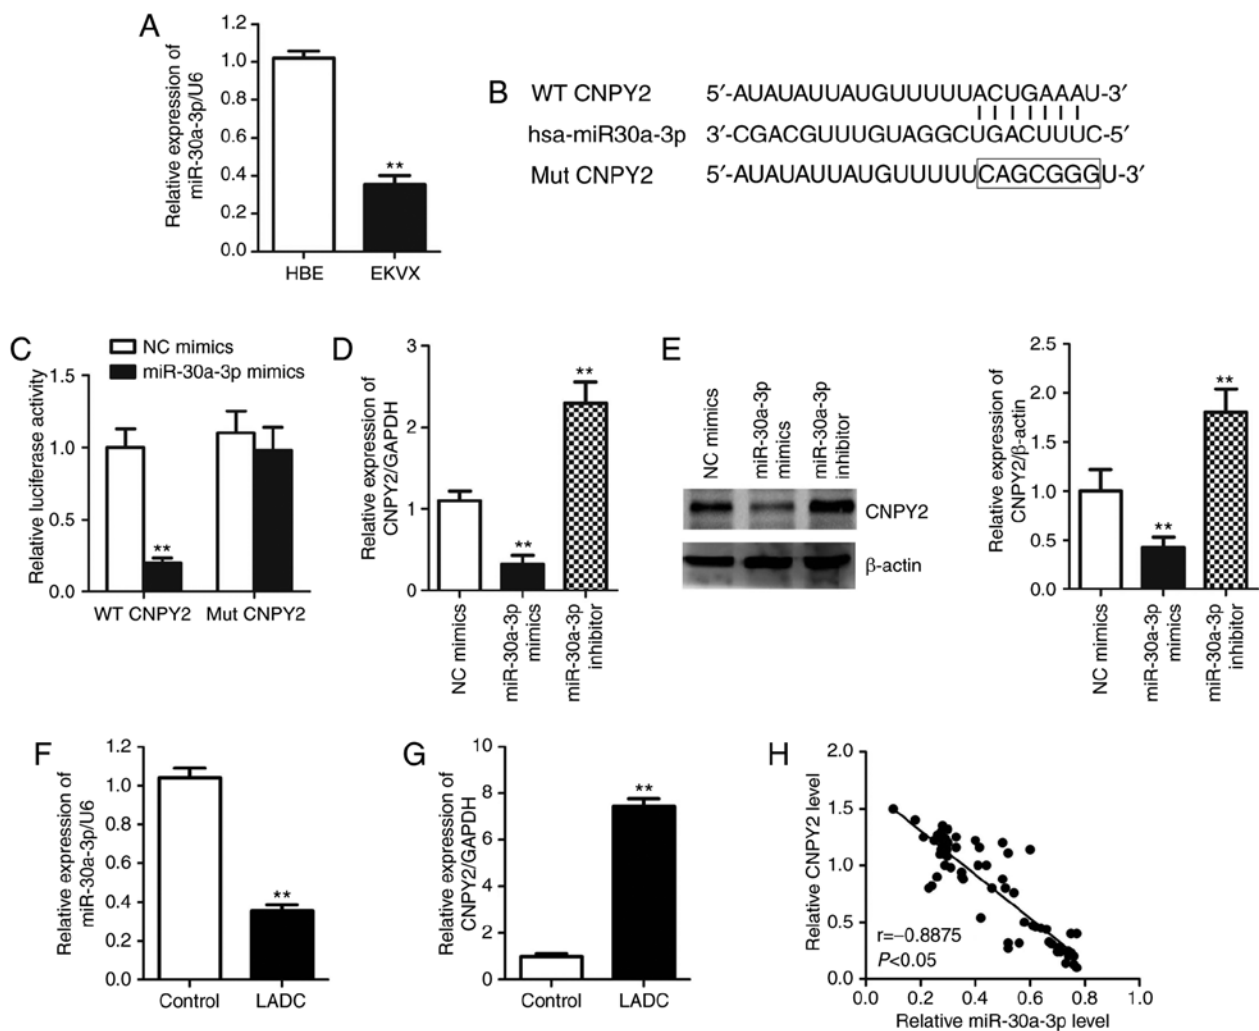 A
Relative expression of
miR-30a-3p/U6
1.2
1.0
0.6
0.4
0.2
0.0
**
HBE
EKVX
B
WT CNPY2
5′-AUAUAUUAUGUUUUUACUGAAAU-3′
hsa-miR30a-3p
3′-CGACGUUUGUAGGCUGACUUUC-5′
Mut CNPY2
5′-AUAUAUUAUGUUUUUCAGCGGGU-3′
C
NC mimics
miR-30a-3p mimics
Relative luciferase activity
1.5
1.0
0.5
0.0
**
WT CNPY2
Mut CNPY2
D
Relative expression of
CNPY2/GAPDH
3
2
1
0
**
**
NC mimics
miR-30a-3p
mimics
miR-30a-3p
inhibitor
E
NC mimics
miR-30a-3p
mimics
miR-30a-3p
inhibitor
CNPY2
β-actin
Relative expression of
CNPY2/β-actin
2.5
2.0
1.5
1.0
0.5
0.0
**
**
NC mimics
miR-30a-3p
mimics
miR-30a-3p
inhibitor
F
Relative expression of
miR-30a-3p/U6
1.2
1.0
0.8
0.6
0.4
0.2
0.0
**
Control
LADC
G
Relative expression of
CNPY2/GAPDH
10
8
6
4
2
0
**
Control
LADC
H
Relative CNPY2 level
2.0
1.5
1.0
0.5
0.0
r=−0.8875
P<0.05
0.0
0.2
0.4
0.6
0.8
1.0
Relative miR-30a-3p level